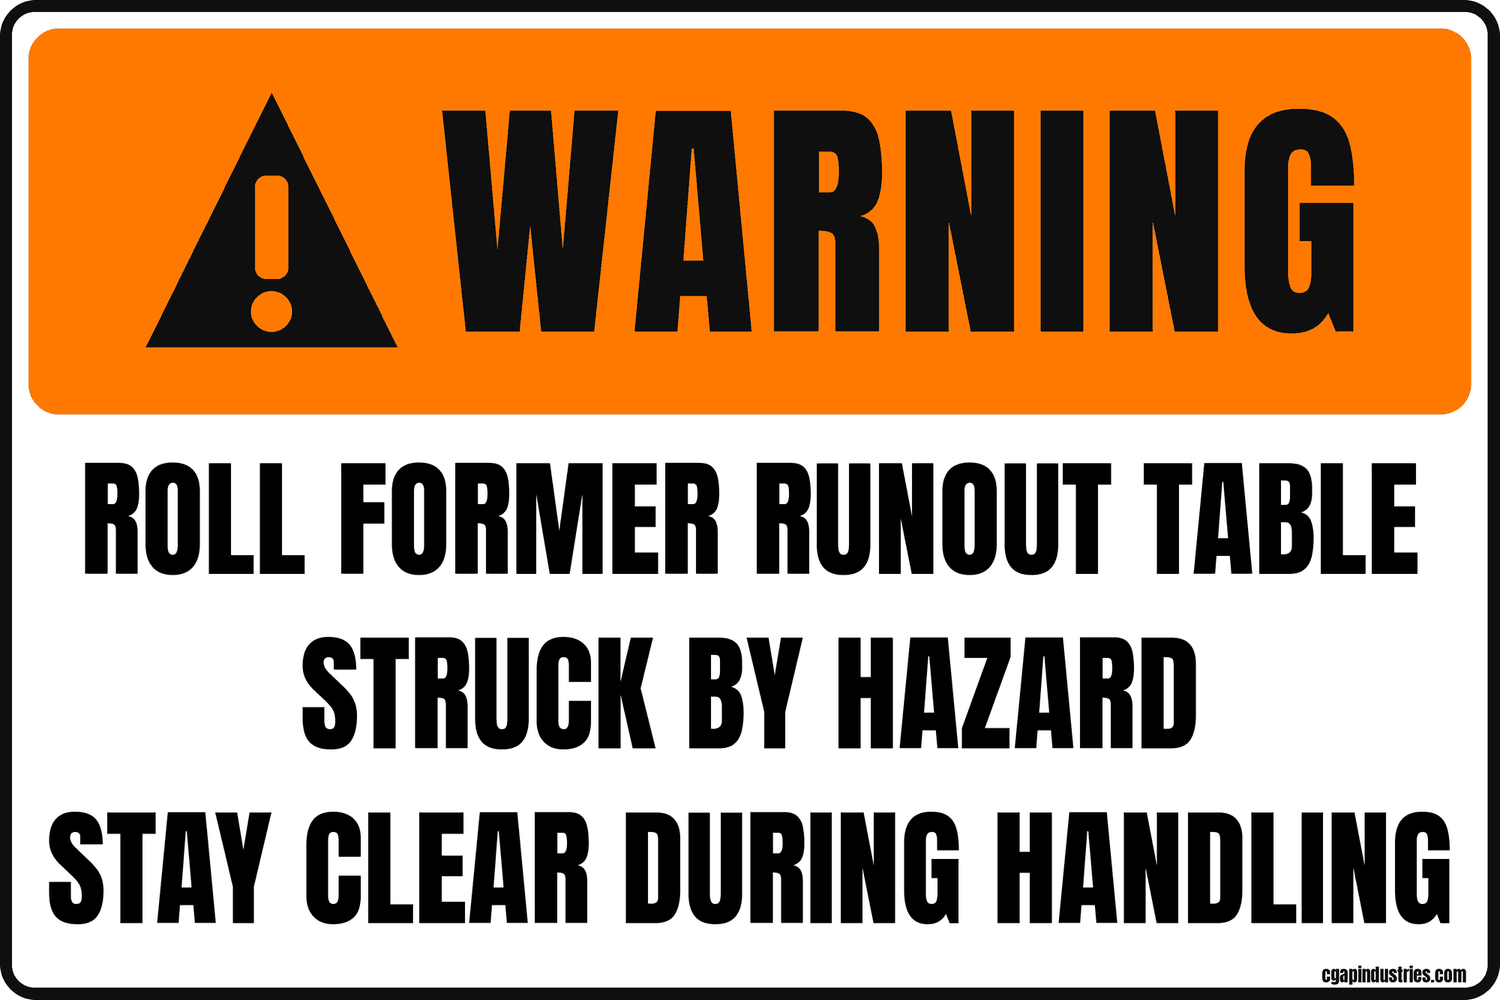 WARNING
ROLL FORMER RUNOUT TABLE
STRUCK BY HAZARD
STAY CLEAR DURING HANDLING
cgapindustries.com